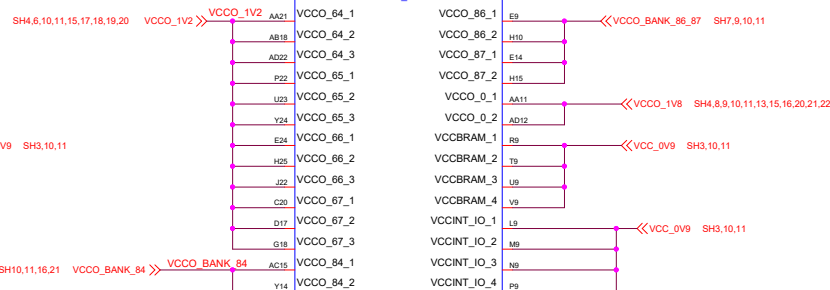 SH4,6,10,11,15,17,18,19,20 VCCO_1V2 VCCO_1V2 AA21 VCCO_64_1 VCCO_86_1 E9 VCCO_BANK_86_87 SH7,9,10,11
AB18 VCCO_64_2 VCCO_86_2 H10
AD22 VCCO_64_3 VCCO_87_1 E14
P22 VCCO_65_1 VCCO_87_2 H15
U23 VCCO_65_2 VCCO_0_1 AA11 VCCO_1V8 SH4,8,9,10,11,13,15,16,20,21,22
Y24 VCCO_65_3 VCCO_0_2 AD12
V9 SH3,10,11 E24 VCCO_66_1 VCCBRAM_1 R9 VCC_0V9 SH3,10,11
H25 VCCO_66_2 VCCBRAM_2 T9
J22 VCCO_66_3 VCCBRAM_3 U9
C20 VCCO_67_1 VCCBRAM_4 V9
D17 VCCO_67_2 VCCINT_IO_1 L9 VCC_0V9 SH3,10,11
G18 VCCO_67_3 VCCINT_IO_2 M9
SH10,11,16,21 VCCO_BANK_84 VCCO_BANK_84 AC15 VCCO_84_1 VCCINT_IO_3 N9
Y14 VCCO_84_2 VCCINT_IO_4 P9